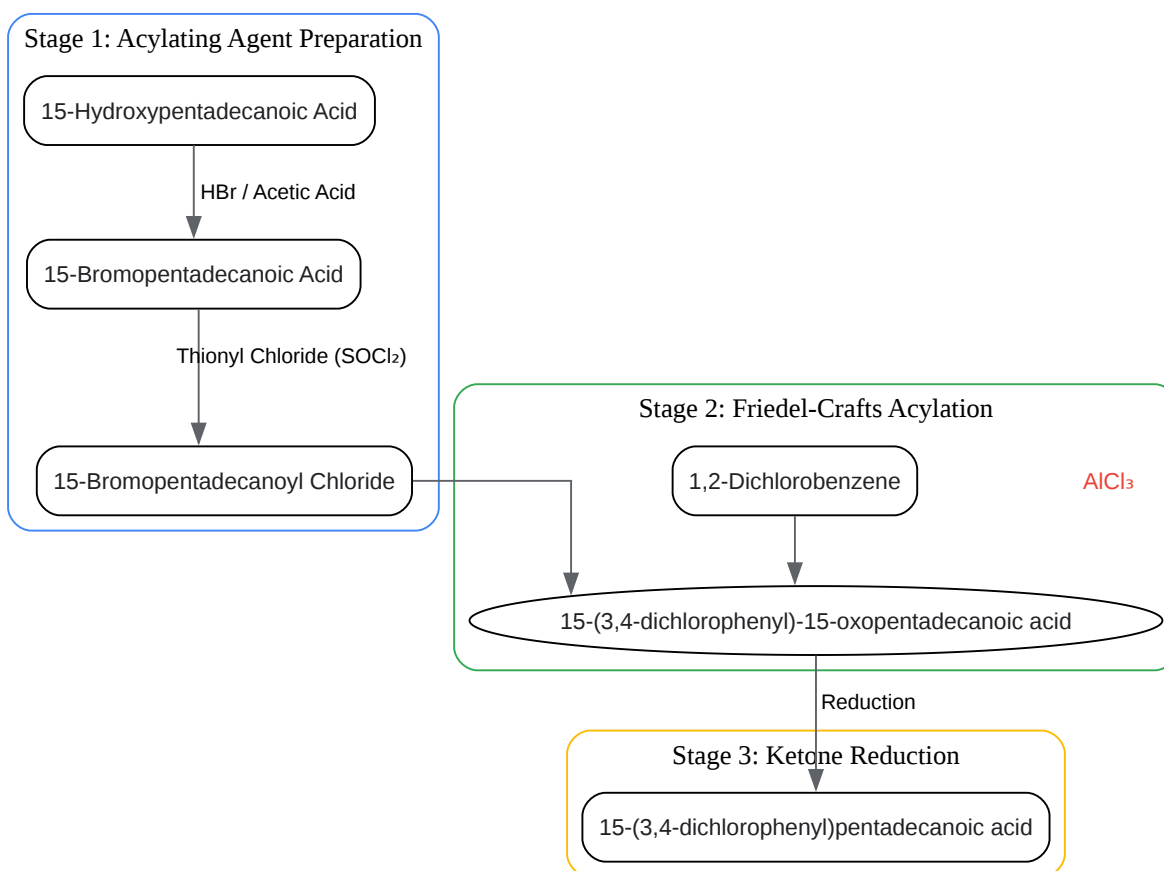 Stage 1: Acylating Agent Preparation
15-Hydroxypentadecanoic Acid
HBr / Acetic Acid
15-Bromopentadecanoic Acid
Thionyl Chloride (SOCl₂)
15-Bromopentadecanoyl Chloride
Stage 2: Friedel-Crafts Acylation
1,2-Dichlorobenzene
AlCl₃
15-(3,4-dichlorophenyl)-15-oxopentadecanoic acid
Reduction
Stage 3: Ketone Reduction
15-(3,4-dichlorophenyl)pentadecanoic acid